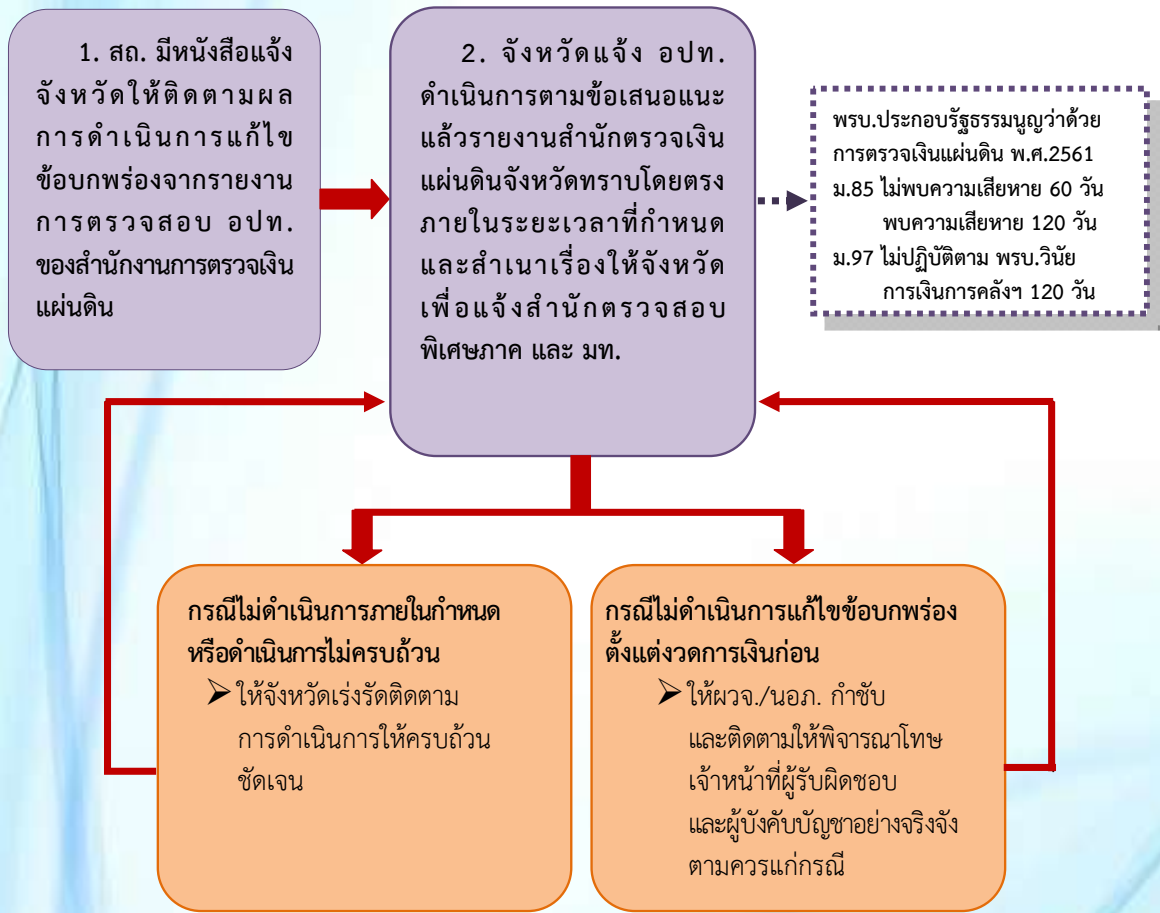 1. สถ. มีหนังสือแจ้ง
จังหวัดให้ติดตามผล
การดำเนินการแก้ไข
ข้อบกพร่องจากรายงาน
การตรวจสอบ อปท.
ของสำนักงานการตรวจเงิน
แผ่นดิน
2. จังหวัดแจ้ง อปท.
ดำเนินการตามข้อเสนอแนะ
แล้วรายงานสำนักตรวจเงิน
แผ่นดินจังหวัดทราบโดยตรง
ภายในระยะเวลาที่กำหนด
และสำเนาเรื่องให้จังหวัด
เพื่อแจ้งสำนักตรวจสอบ
พิเศษภาค และ มท.
พรบ.ประกอบรัฐธรรมนูญว่าด้วย
การตรวจเงินแผ่นดิน พ.ศ.2561
ม.85 ไม่พบความเสียหาย 60 วัน
พบความเสียหาย 120 วัน
ม.97 ไม่ปฏิบัติตาม พรบ.วินัย
การเงินการคลังฯ 120 วัน
กรณีไม่ดำเนินการภายในกำหนด
หรือดำเนินการไม่ครบถ้วน
➢ ให้จังหวัดเร่งรัดติดตาม
การดำเนินการให้ครบถ้วน
ชัดเจน
กรณีไม่ดำเนินการแก้ไขข้อบกพร่อง
ตั้งแต่งวดการเงินก่อน
➢ ให้ผวจ./นอภ. กำชับ
และติดตามให้พิจารณาโทษ
เจ้าหน้าที่ผู้รับผิดชอบ
และผู้บังคับบัญชาอย่างจริงจัง
ตามควรแก่กรณี